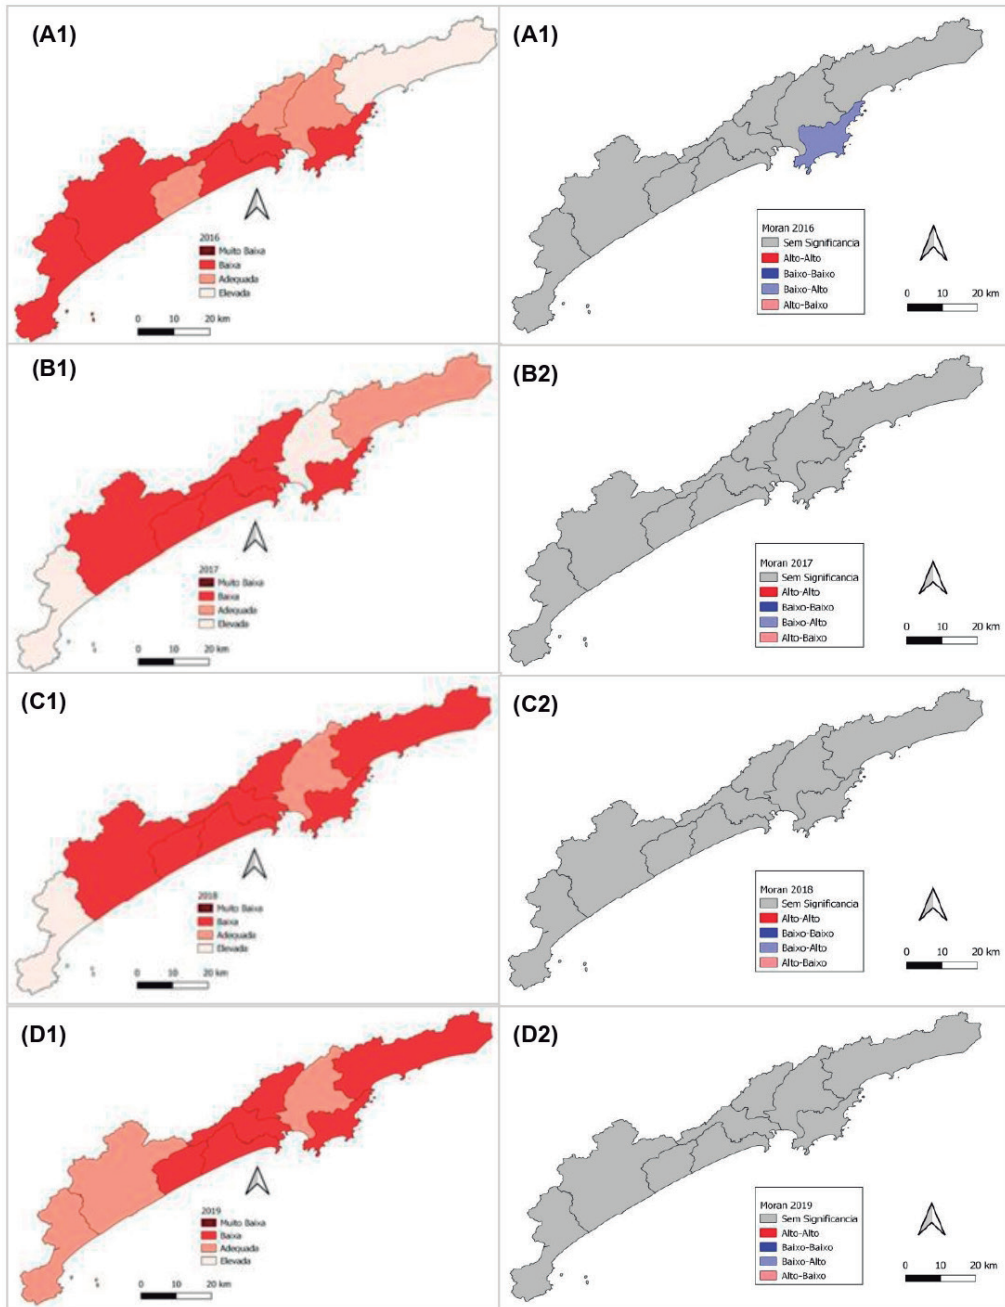 (A1)
2016
Muito Baixa
Baixa
Adequada
Elevada
0 10 20 km
(A1)
Moran 2016
Sem Significancia
Alto-Alto
Baixo-Baixo
Baixo-Alto
Alto-Baixo
0 10 20 km
(B1)
2017
Muito Baixa
Baixa
Adequada
Elevada
0 10 20 km
(B2)
Moran 2017
Sem Significancia
Alto-Alto
Baixo-Baixo
Baixo-Alto
Alto-Baixo
0 10 20 km
(C1)
2018
Muito Baixa
Baixa
Adequada
Elevada
0 10 20 km
(C2)
Moran 2018
Sem Significancia
Alto-Alto
Baixo-Baixo
Baixo-Alto
Alto-Baixo
0 10 20 km
(D1)
2019
Muito Baixa
Baixa
Adequada
Elevada
0 10 20 km
(D2)
Moran 2019
Sem Significancia
Alto-Alto
Baixo-Baixo
Baixo-Alto
Alto-Baixo
0 10 20 km